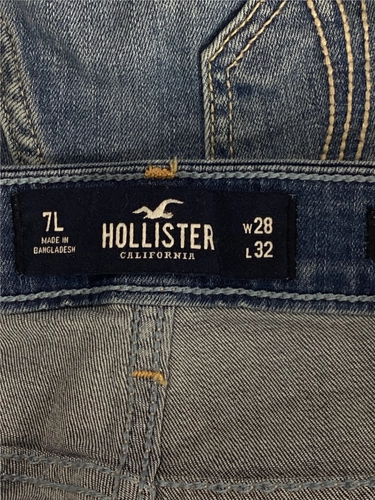 7L
MADE IN
BANGLADESH
HOLLISTER
CALIFORNIA
W28
L32